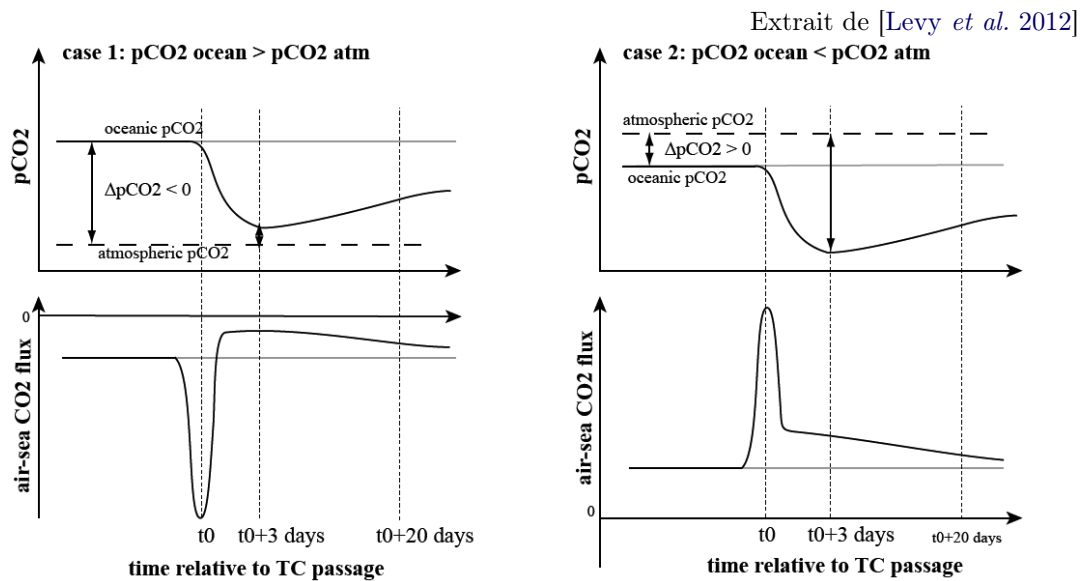 Extrait de [Levy et al. 2012]
case 1: pCO2 ocean > pCO2 atm
pCO2
oceanic pCO2
ΔpCO2 < 0
atmospheric pCO2
0
air-sea CO2 flux
t0
t0+3 days
t0+20 days
time relative to TC passage
case 2: pCO2 ocean < pCO2 atm
pCO2
atmospheric pCO2
ΔpCO2 > 0
oceanic pCO2
air-sea CO2 flux
0
t0
t0+3 days
t0+20 days
time relative to TC passage